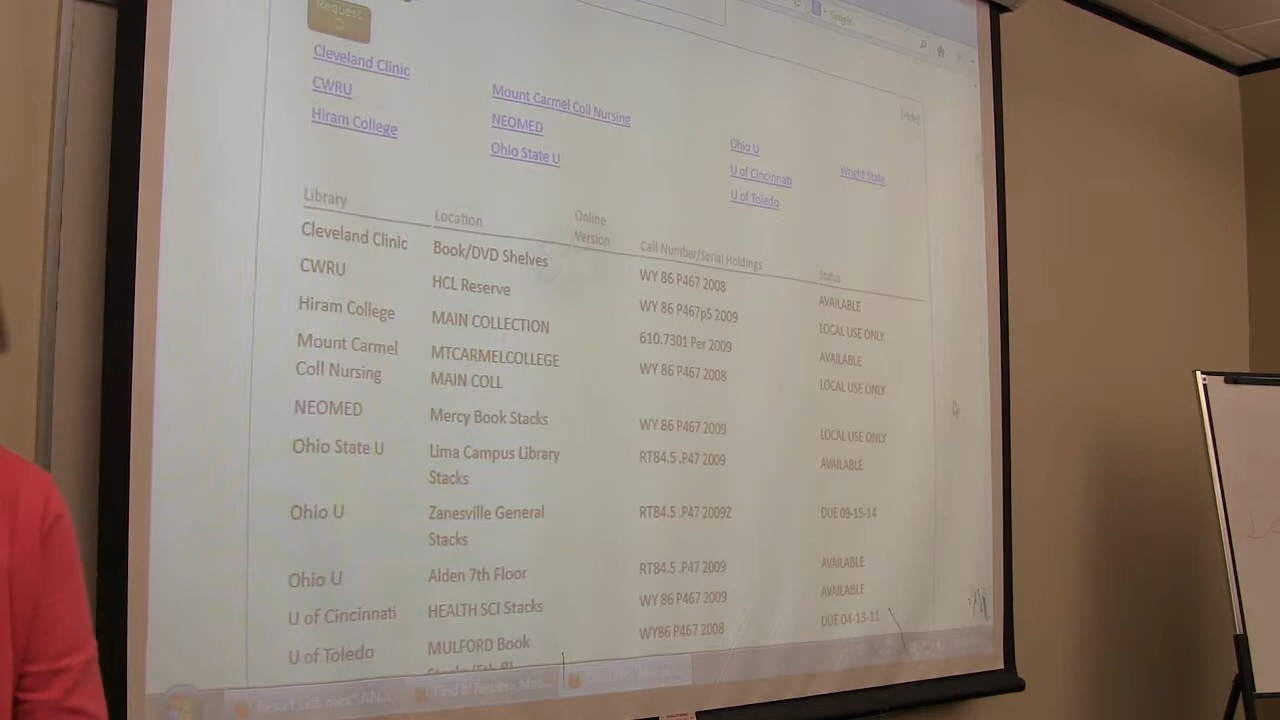 Request
Cleveland Clinic
CWRU
Hiram College
Mount Carmel Coll Nursing
NEOMED
Ohio State U
Ohio U
U of Cincinnati
U of Toledo
Wright State
Library Location Online Version Call Number/Serial Holdings Status
Cleveland Clinic Book/DVD Shelves WY 86 P467 2008 AVAILABLE
CWRU HCL Reserve WY 86 P467p5 2009 LOCAL USE ONLY
Hiram College MAIN COLLECTION 610.7301 Per 2009 AVAILABLE
Mount Carmel MTCARMELCOLLEGE WY 86 P467 2008 LOCAL USE ONLY
Coll Nursing MAIN COLL
NEOMED Mercy Book Stacks WY 86 P467 2009 LOCAL USE ONLY
Ohio State U Lima Campus Library RT84.5 .P47 2009 AVAILABLE
Stacks
Ohio U Zanesville General RT84.5 .P47 2009Z DUE 09-15-14
Stacks
Ohio U Alden 7th Floor RT84.5 .P47 2009 AVAILABLE
U of Cincinnati HEALTH SCI Stacks WY 86 P467 2009 AVAILABLE
U of Toledo MULFORD Book WY86 P467 2008 DUE 04-13-11